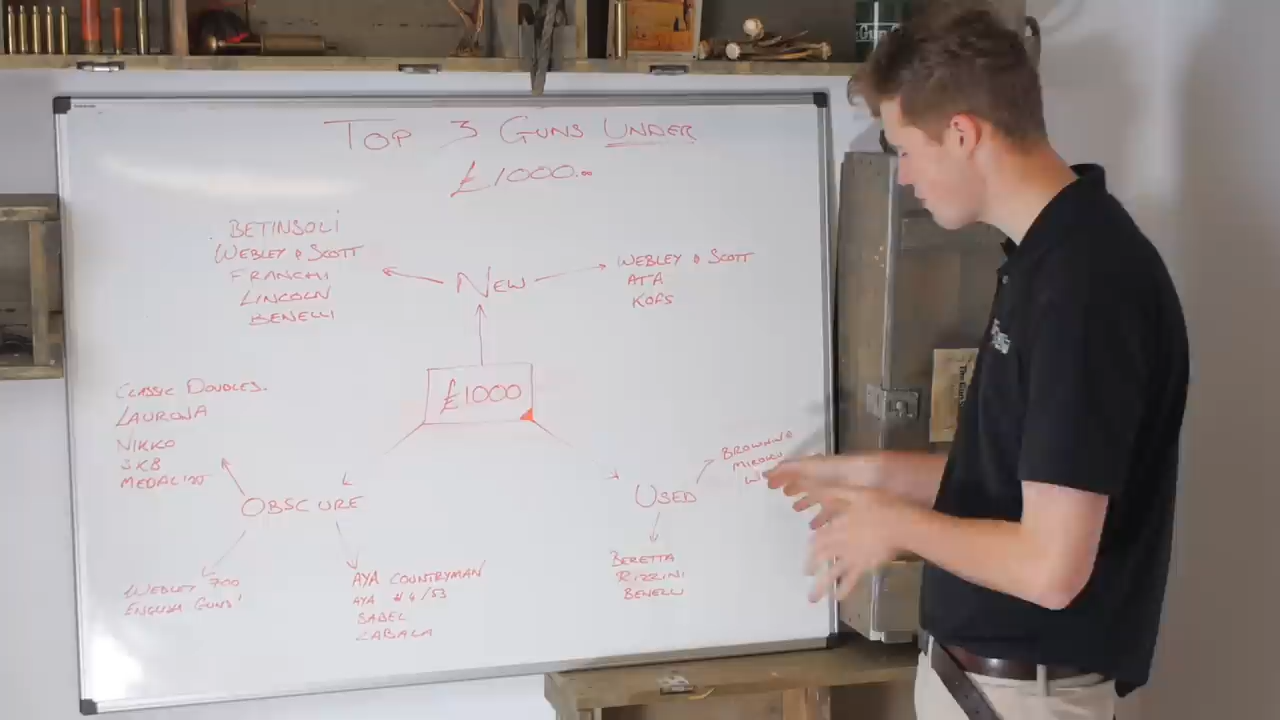 TOP 3 GUNS UNDER
£1000.00
BETINSOLI
WEBLEY & SCOTT
FRANCHI
LINCOLN
BENELLI
NEW
WEBLEY & SCOTT
ATA
KOFS
£1000
CLASSIC DOUBLES.
LAURONA
NIKKO
SKB
OBSCURE
WEBLEY 700
ENGLISH GUNS'
AYA COUNTRYMAN
AYA #4/53
SABEL
ZABALA
USED
BROWNING
MIROKU
BERETTA
RIZZINI
BENELLI